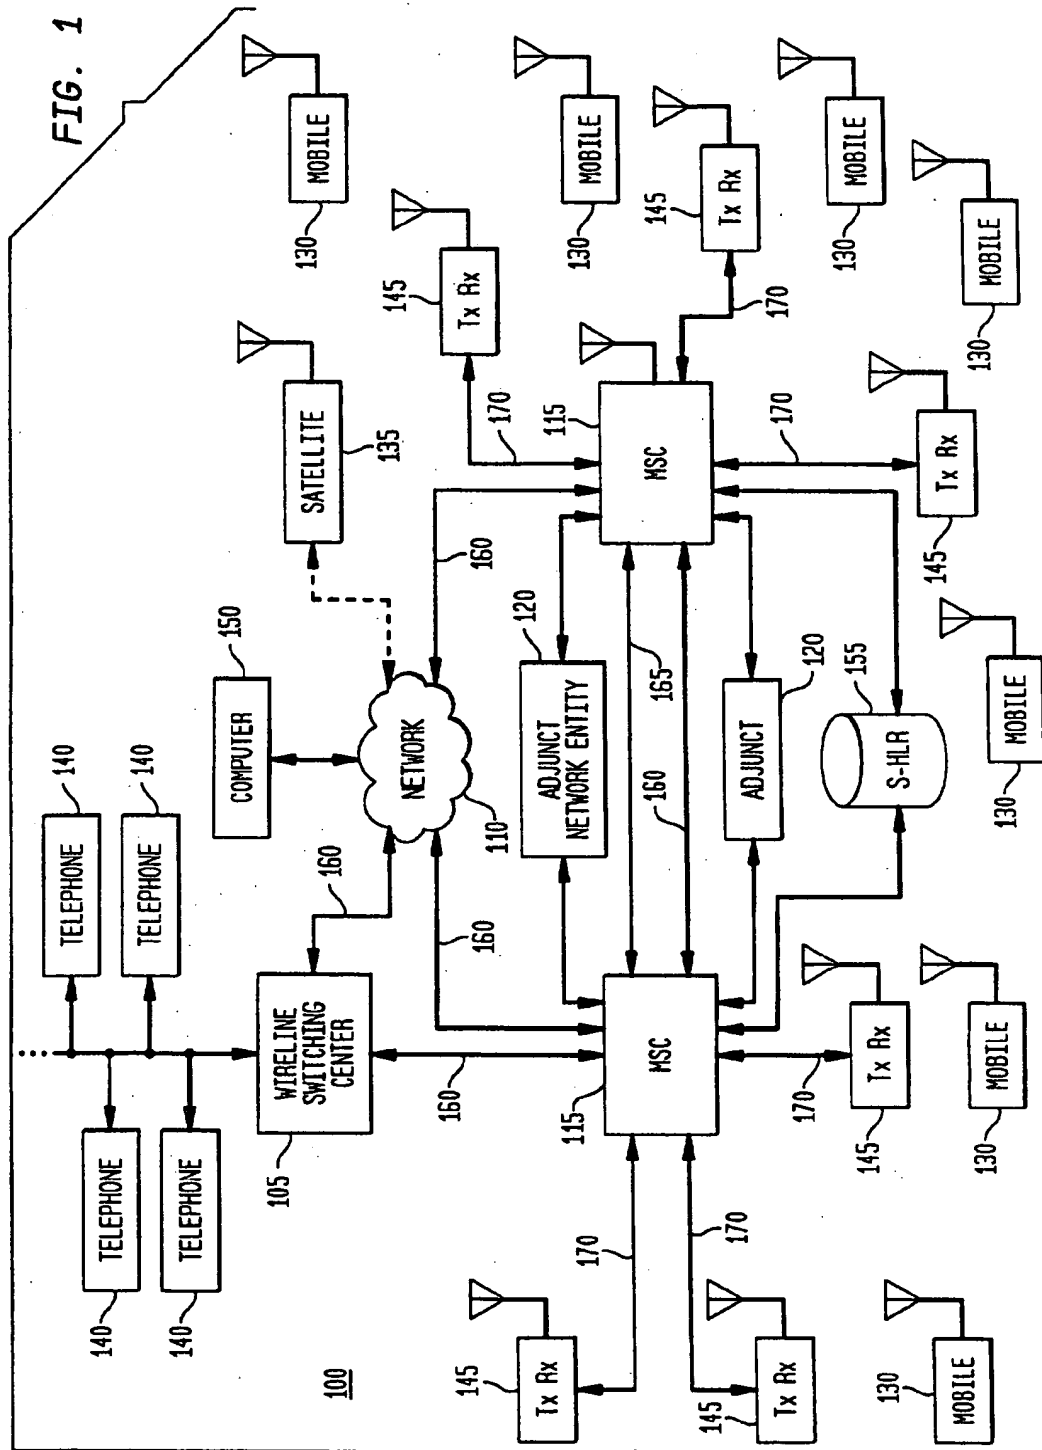 FIG. 1
100
TELEPHONE
140
TELEPHONE
140
TELEPHONE
140
TELEPHONE
140
WIRELINE
SWITCHING
CENTER
105
160
COMPUTER
150
NETWORK
110
SATELLITE
135
MOBILE
130
160
160
160
Tx Rx
145
170
ADJUNCT
NETWORK ENTITY
120
MSC
115
MSC
115
165
160
MOBILE
130
Tx Rx
145
170
Tx Rx
145
170
Tx Rx
145
170
ADJUNCT
120
S-HLR
155
Tx Rx
145
170
Tx Rx
145
170
MOBILE
130
MOBILE
130
MOBILE
130
MOBILE
130
MOBILE
130